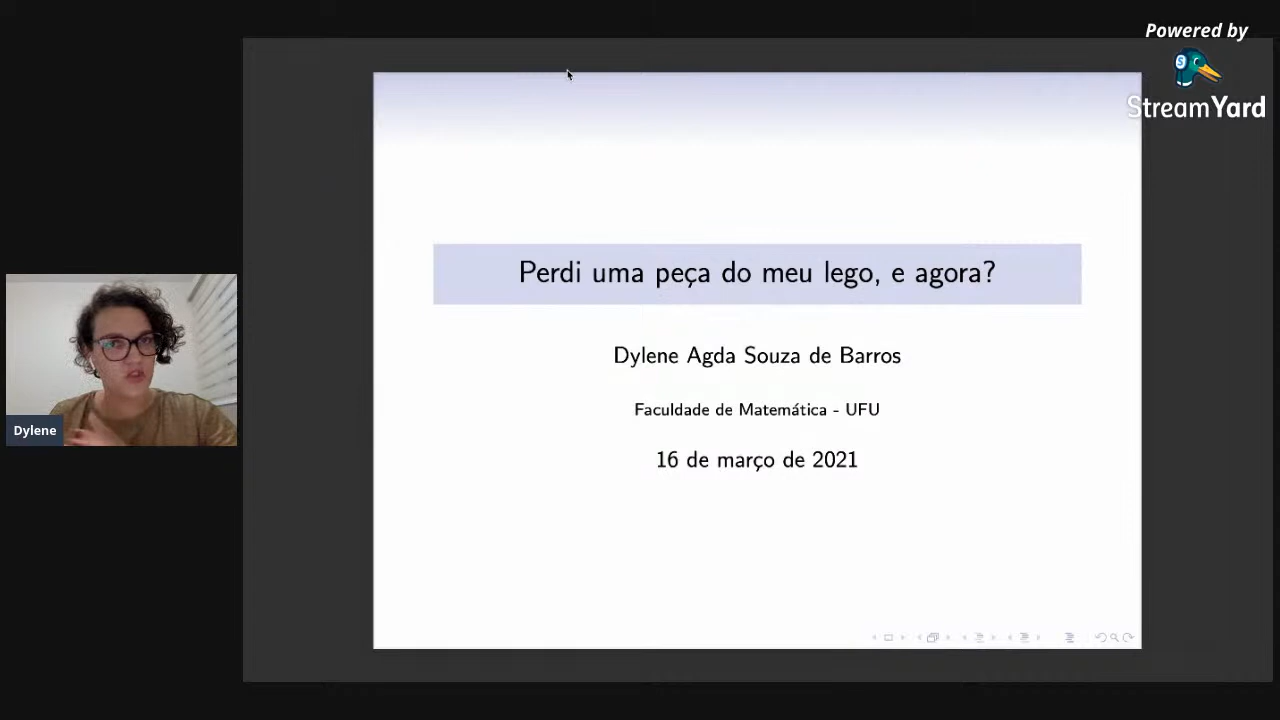 Powered by
StreamYard
Perdi uma peça do meu lego, e agora?
Dylene Agda Souza de Barros
Faculdade de Matemática - UFU
16 de março de 2021
Dylene